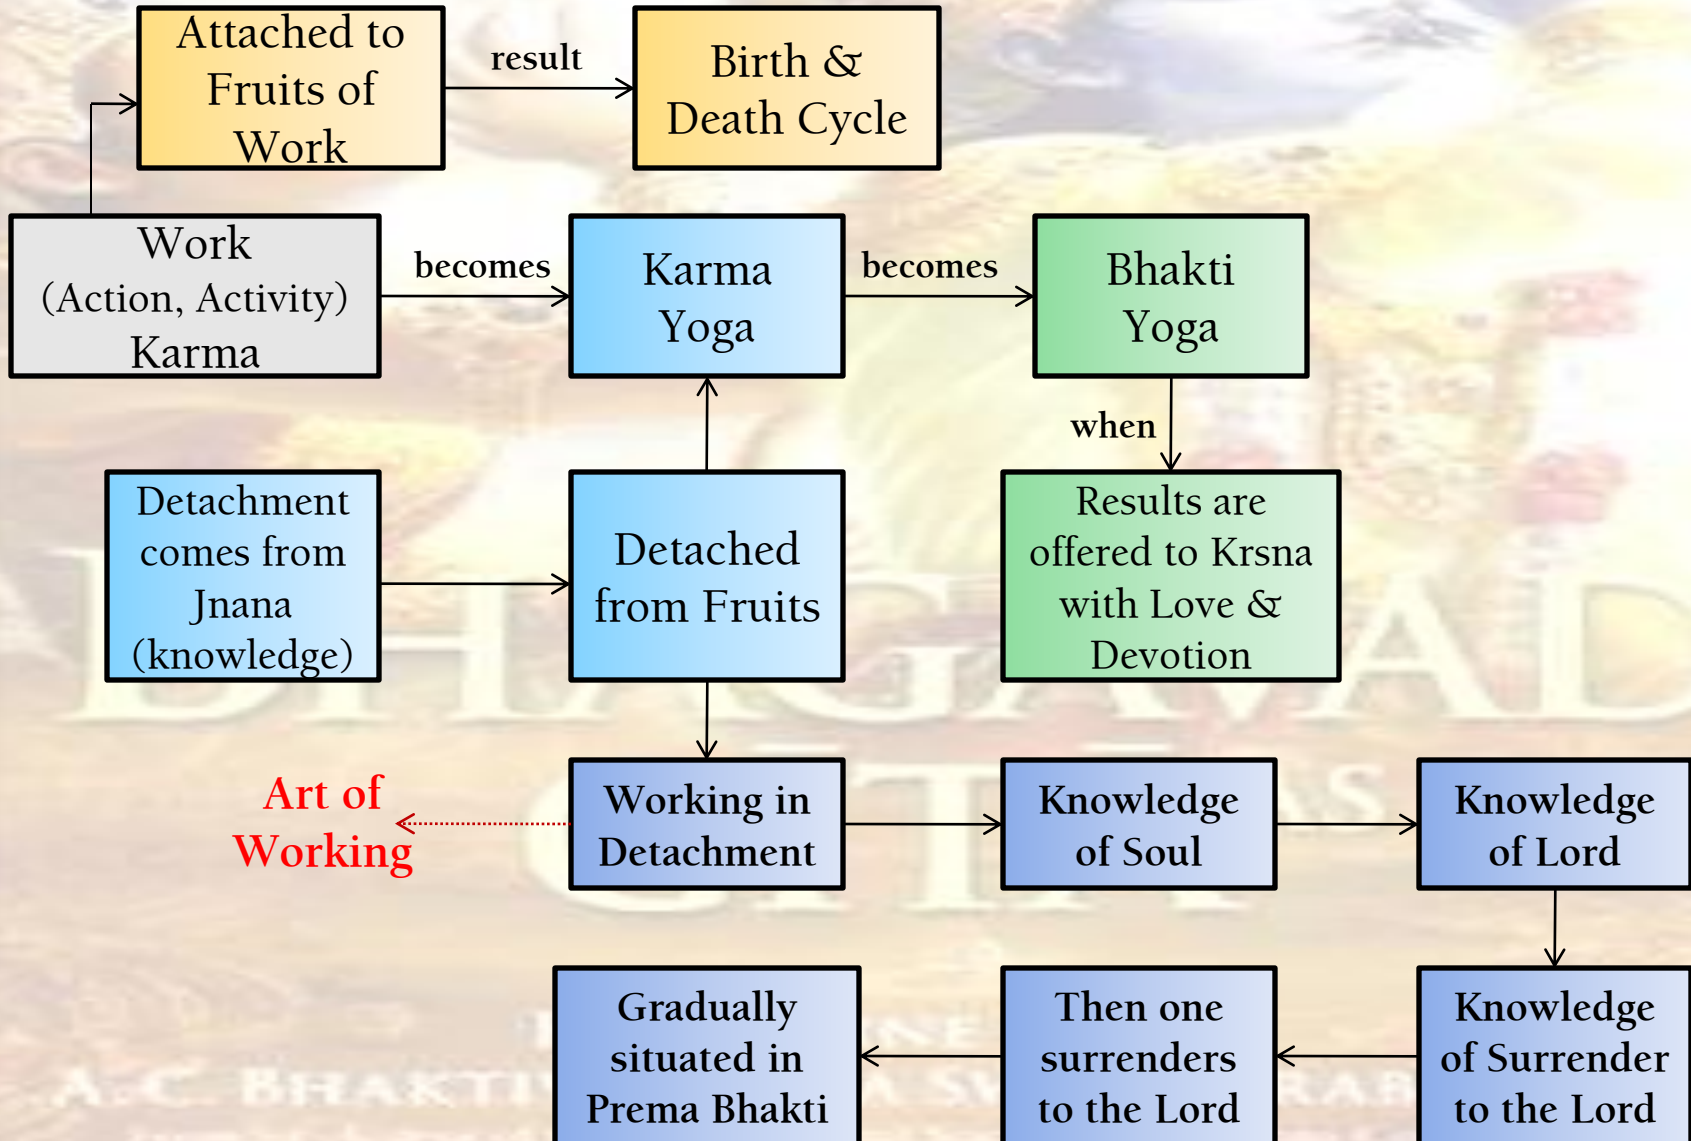 Attached to
Fruits of
Work
result
Birth &
Death Cycle
Work
(Action, Activity)
Karma
becomes
Karma
Yoga
becomes
Bhakti
Yoga
when
Detachment
comes from
Jnana
(knowledge)
Detached
from Fruits
Results are
offered to Krsna
with Love &
Devotion
Art of
Working
Working in
Detachment
Knowledge
of Soul
Knowledge
of Lord
Gradually
situated in
Prema Bhakti
Then one
surrenders
to the Lord
Knowledge
of Surrender
to the Lord
BHAGAVAD
GITA
AS
A. C.